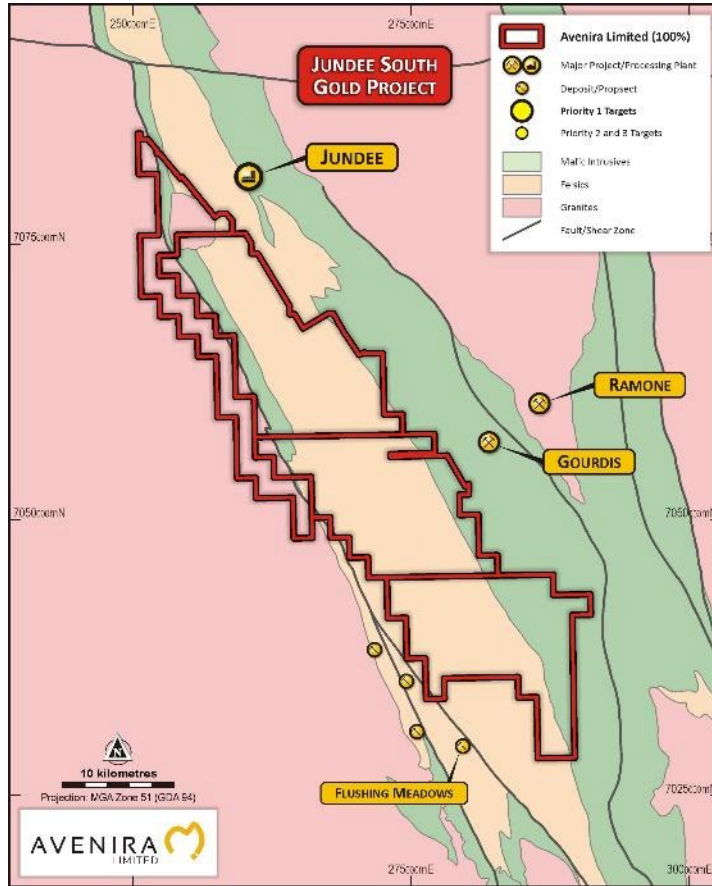 250000mE
275000mE
JUNDEE SOUTH
GOLD PROJECT
Avenira Limited (100%)
Major Project/Processing Plant
Deposit/Propsect
Priority 1 Targets
Priority 2 and 3 Targets
Mafic Intrusives
Felsics
Granites
Fault/Shear Zone
JUNDEE
7075000mN
RAMONE
GOURDIS
7050000mN
7050000m
N
10 kilometres
Projection: MGA Zone 51 (GDA 94)
FLUSHING MEADOWS
7025000m
AVENIRA
LIMITED
275000mE
300000mE